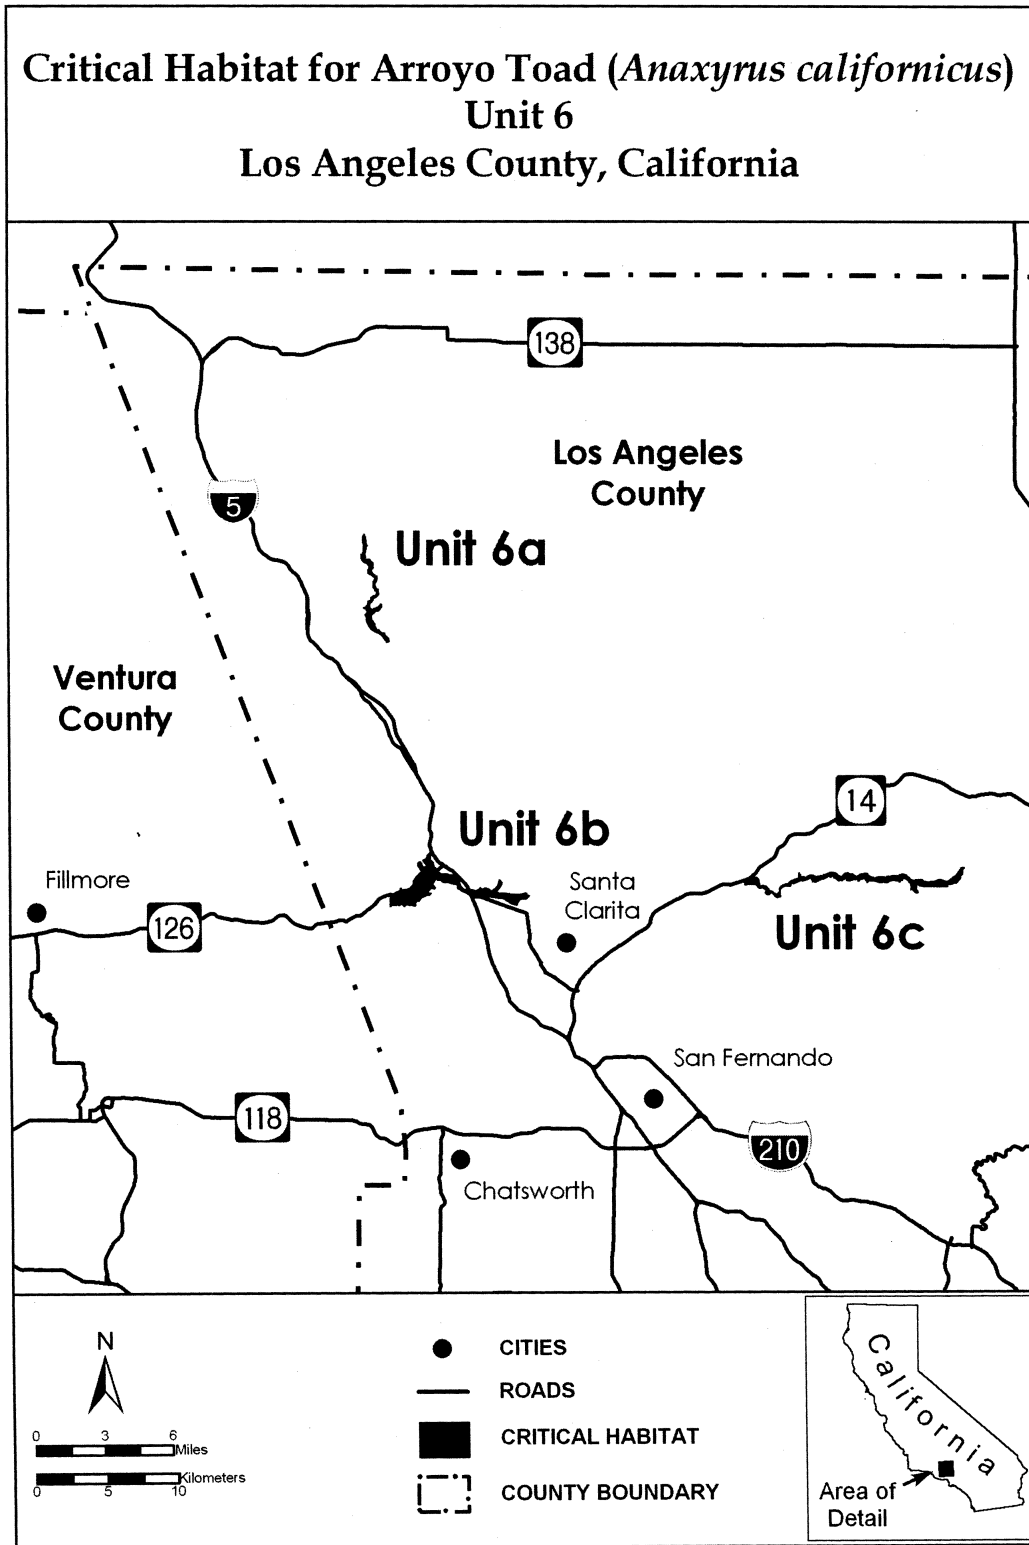 Critical Habitat for Arroyo Toad (Anaxyrus californicus)
Unit 6
Los Angeles County, California
138
Los Angeles
County
5
Unit 6a
Ventura
County
14
Unit 6b
Fillmore
Santa
Clarita
126
Unit 6c
San Fernando
118
210
Chatsworth
N
0 3 6
Miles
Kilometers
0 5 10
CITIES
ROADS
CRITICAL HABITAT
COUNTY BOUNDARY
California
Area of
Detail